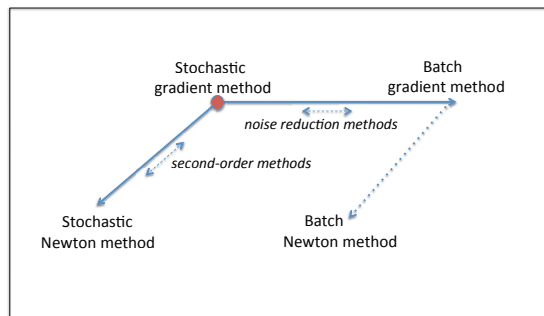 Stochastic
gradient method
Batch
gradient method
noise reduction methods
second-order methods
Stochastic
Newton method
Batch
Newton method